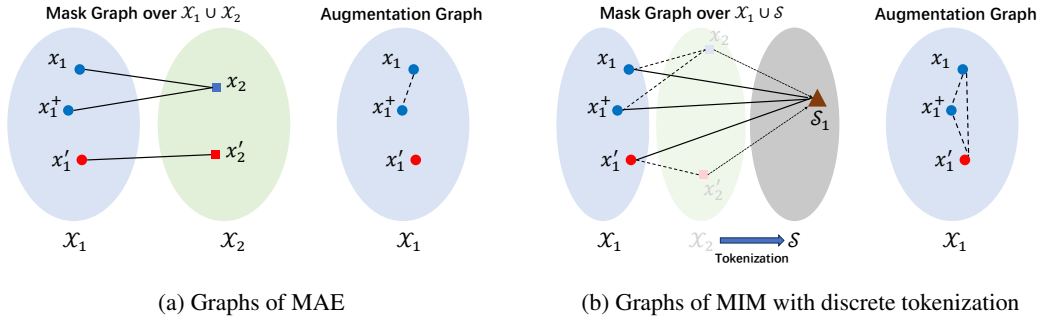 Mask Graph over 𝒳₁ ∪ 𝒳₂
Augmentation Graph
x₁
x₁⁺
x₁′
x₂
x₂′
𝒳₁
𝒳₂
x₁
x₁⁺
x₁′
𝒳₁
(a) Graphs of MAE
Mask Graph over 𝒳₁ ∪ 𝒮
Augmentation Graph
x₁
x₁⁺
x₁′
x₂
x₂′
𝒮₁
𝒳₁
𝒳₂
𝒮
Tokenization
x₁
x₁⁺
x₁′
𝒳₁
(b) Graphs of MIM with discrete tokenization